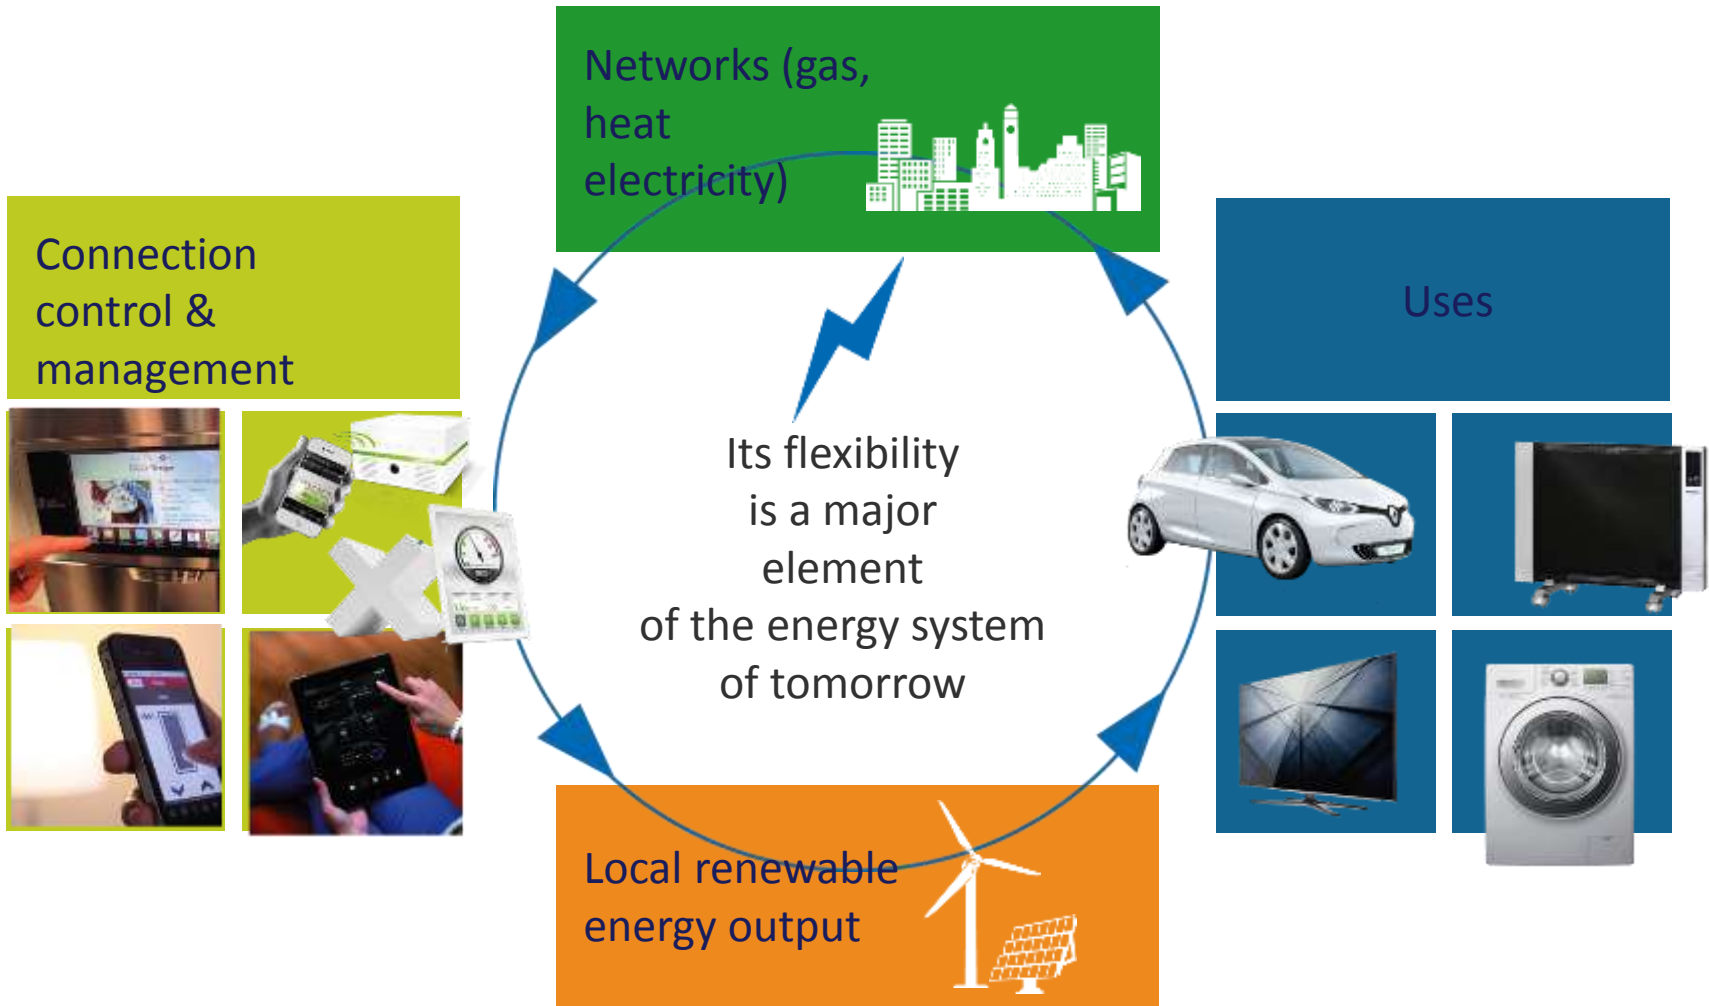 Networks (gas,
heat
electricity)
Connection
control &
management
Uses
Its flexibility
is a major
element
of the energy system
of tomorrow
Local renewable
energy output